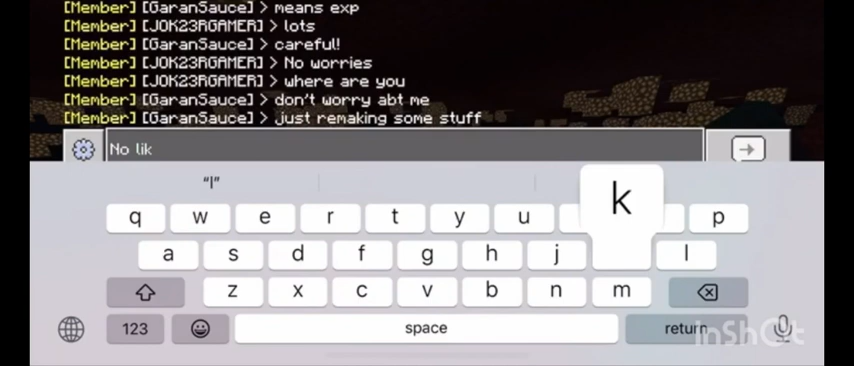 [Member] [GaranSauce] > means exp
[Member] [JOK23RGAMER] > lots
[Member] [GaranSauce] > careful!
[Member] [JOK23RGAMER] > No worries
[Member] [JOK23RGAMER] > where are you
[Member] [GaranSauce] > don't worry abt me
[Member] [GaranSauce] > just remaking some stuff
No lik
"l"
k
q w e r t y u p
a s d f g h j l
z x c v b n m
123 space return
InShOt